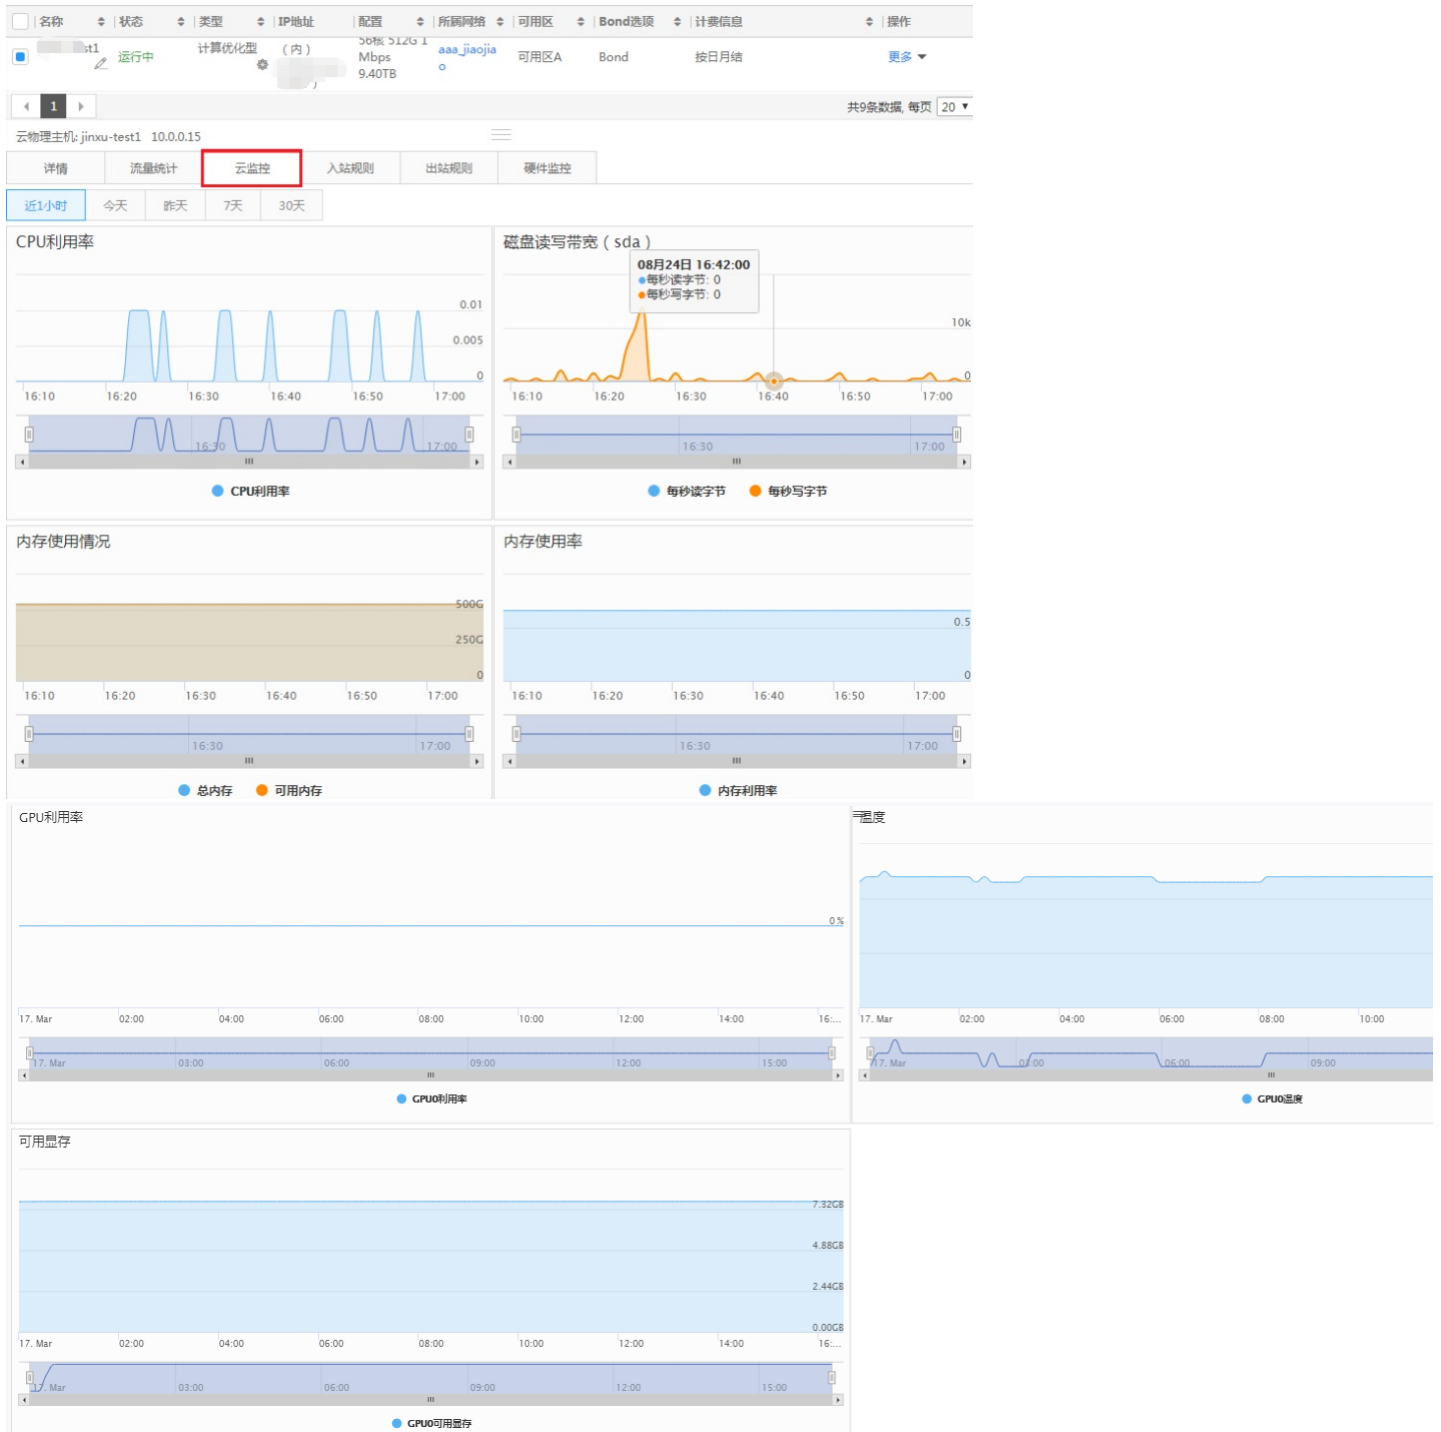 名称 状态 类型 IP地址 配置 所属网络 可用区 Bond选项 计费信息 操作
st1 运行中 计算优化型 （内） 56核 512G 1 Mbps 9.40TB aaa_jiaojiao 可用区A Bond 按日月结 更多
1 共9条数据, 每页 20
云物理主机: jinxu-test1 10.0.0.15
详情 流量统计 云监控 入站规则 出站规则 硬件监控
近1小时 今天 昨天 7天 30天
CPU利用率
0.01
0.005
0
16:10 16:20 16:30 16:40 16:50 17:00
16:30 17:00
CPU利用率
磁盘读写带宽（sda）
08月24日 16:42:00
每秒读字节: 0
每秒写字节: 0
10k
0
16:10 16:20 16:30 16:40 16:50 17:00
16:30 17:00
每秒读字节 每秒写字节
内存使用情况
500G
250G
0
16:10 16:20 16:30 16:40 16:50 17:00
16:30 17:00
总内存 可用内存
内存使用率
0.5
0
16:10 16:20 16:30 16:40 16:50 17:00
16:30 17:00
内存利用率
GPU利用率
0%
17. Mar 02:00 04:00 06:00 08:00 10:00 12:00 14:00 16:...
17. Mar 03:00 06:00 09:00 12:00 15:00
GPU0利用率
温度
17. Mar 02:00 04:00 06:00 08:00 10:00
17. Mar 03:00 06:00 09:00
GPU0温度
可用显存
7.32GB
4.88GB
2.44GB
0.00GB
17. Mar 02:00 04:00 06:00 08:00 10:00 12:00 14:00 16:...
17. Mar 03:00 06:00 09:00 12:00 15:00
GPU0可用显存